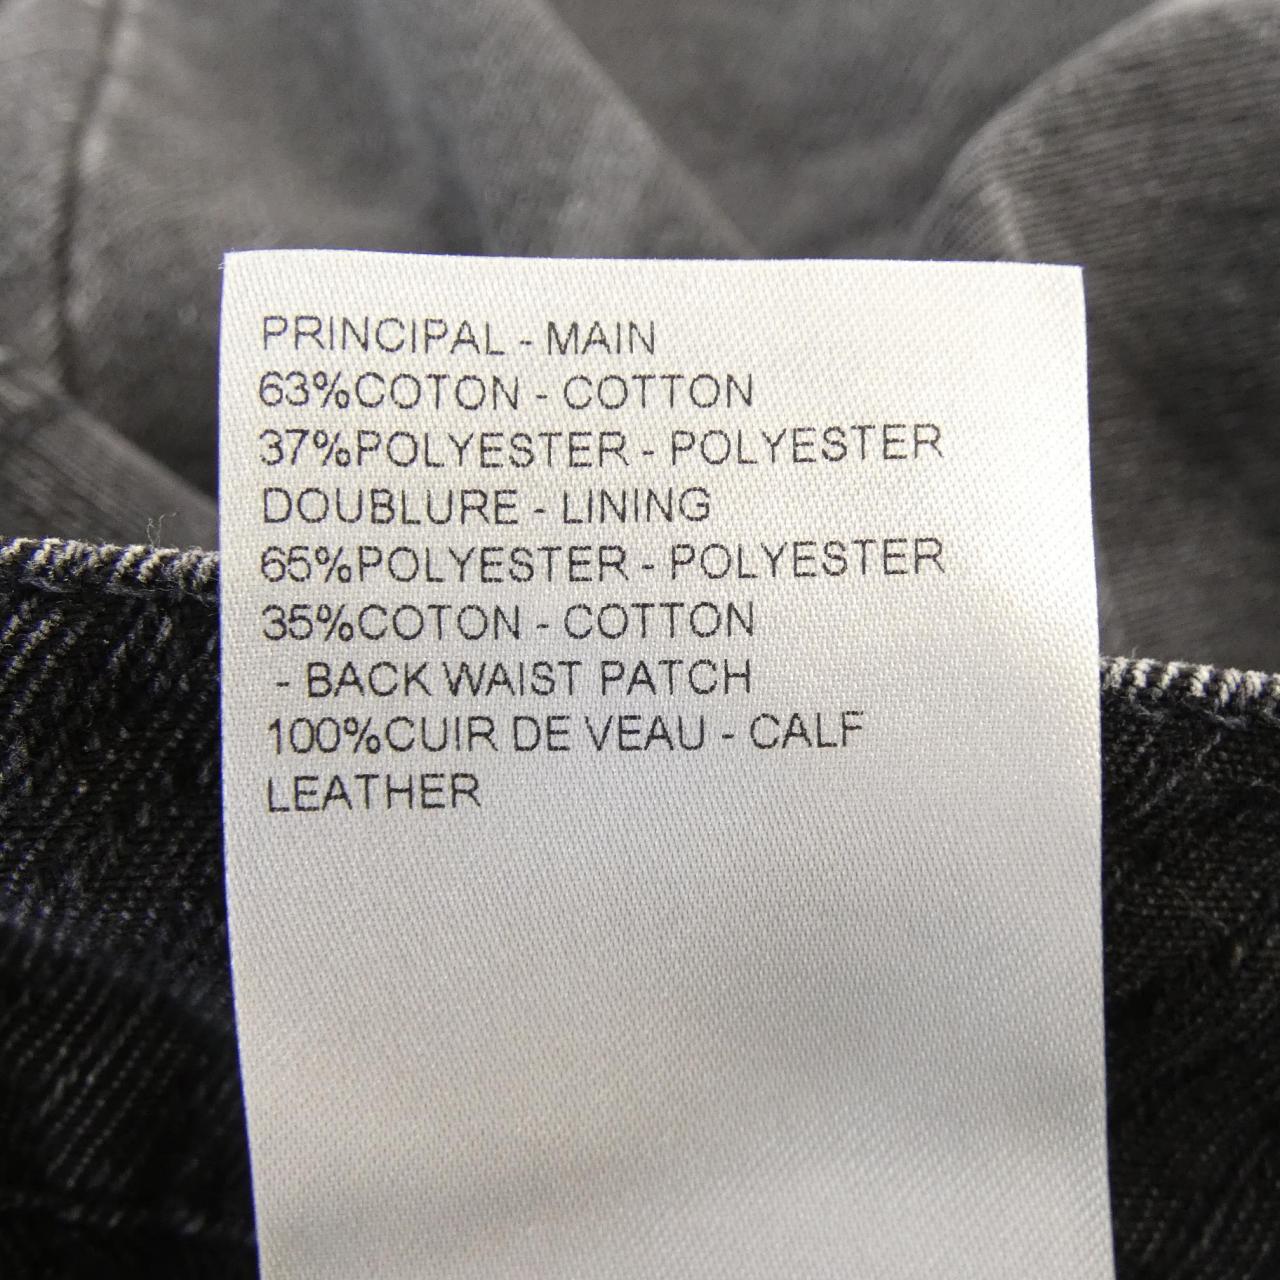 PRINCIPAL - MAIN
63%COTON - COTTON
37%POLYESTER - POLYESTER
DOUBLURE - LINING
65%POLYESTER - POLYESTER
35%COTON - COTTON
- BACK WAIST PATCH
100%CUIR DE VEAU - CALF
LEATHER